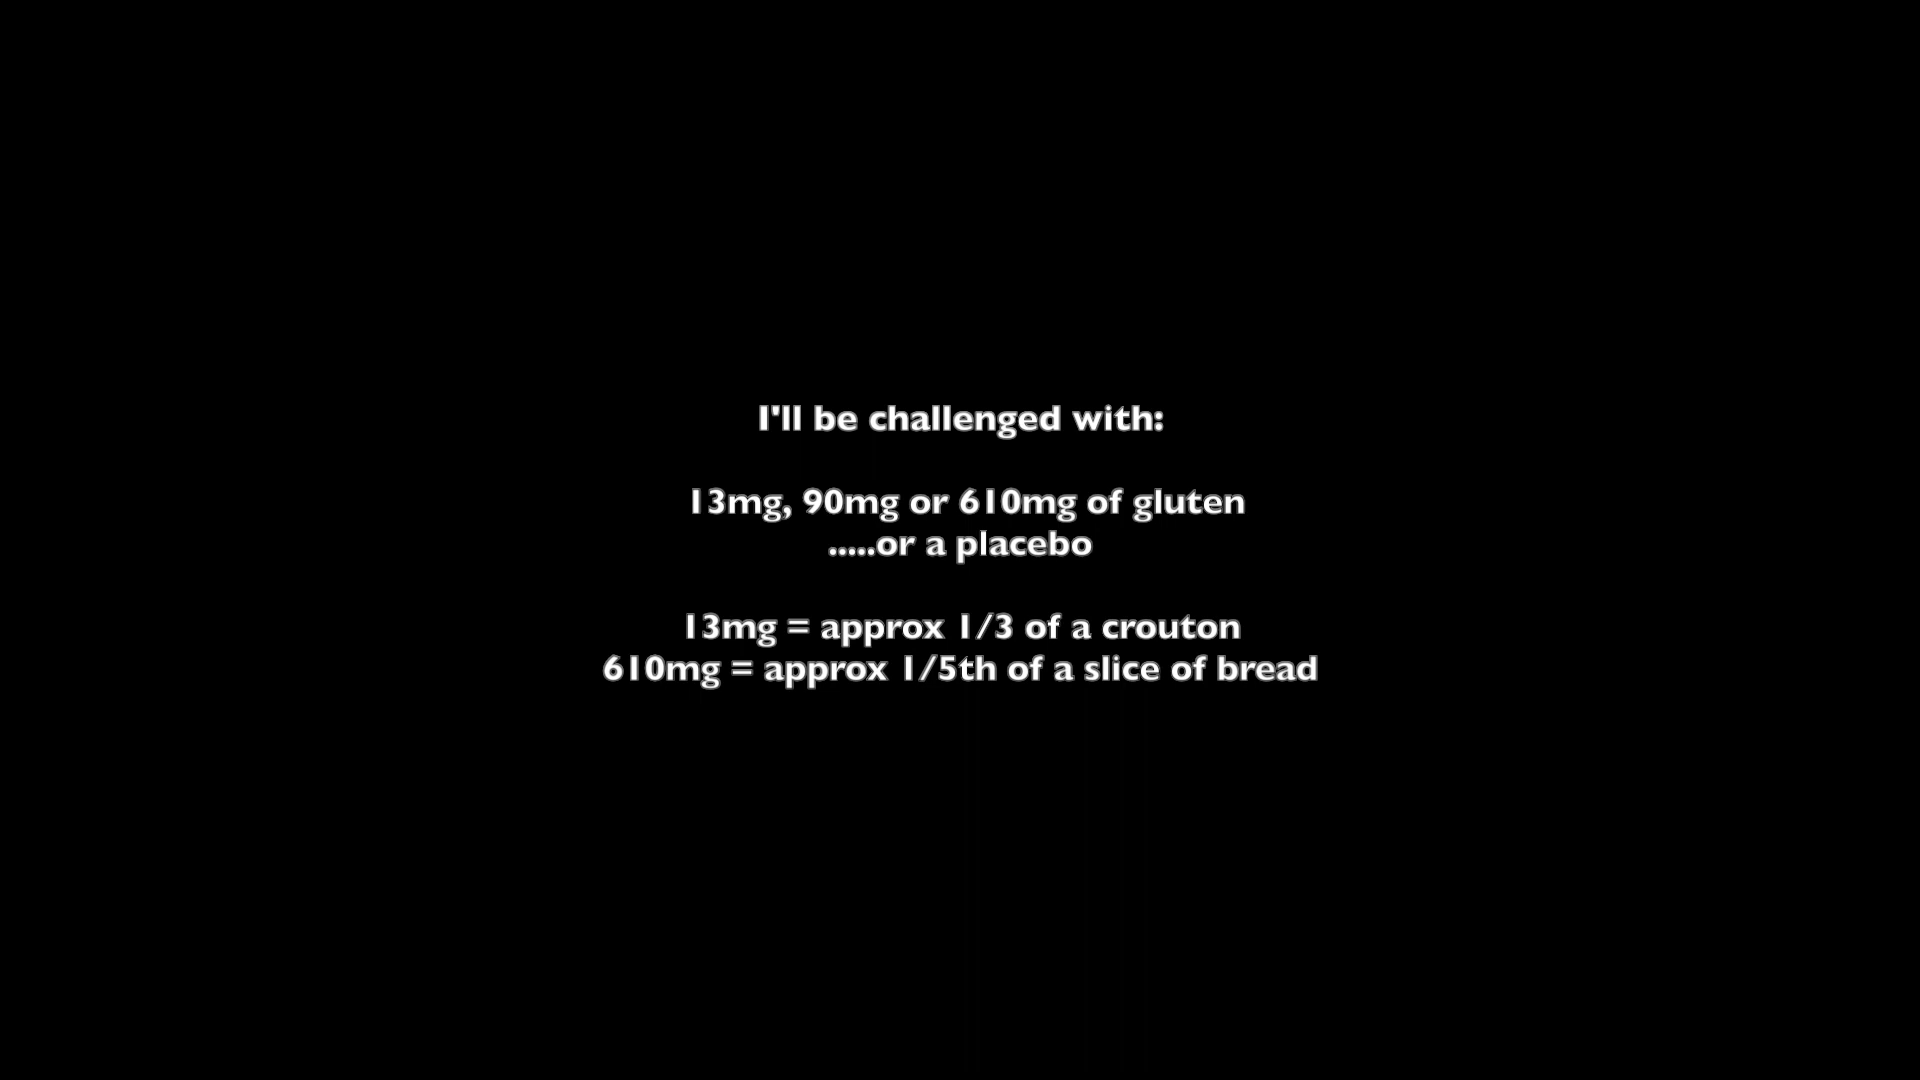 I'll be challenged with:
13mg, 90mg or 610mg of gluten
.....or a placebo
13mg = approx 1/3 of a crouton
610mg = approx 1/5th of a slice of bread